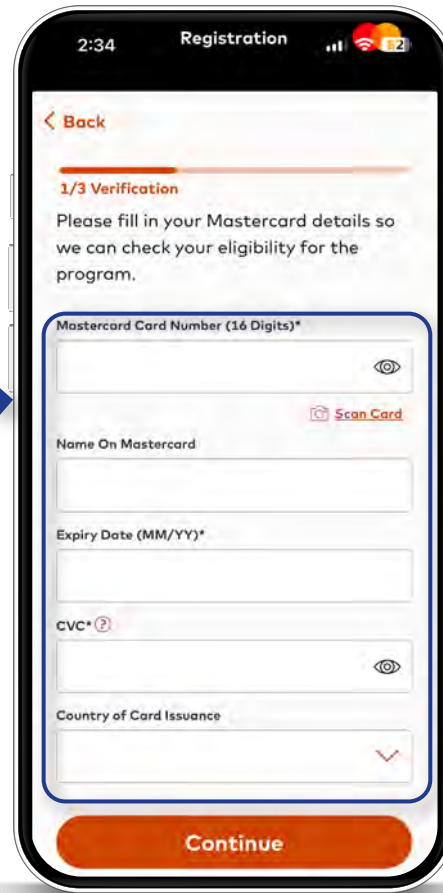 2:34
Registration
52
< Back
1/3 Verification
Please fill in your Mastercard details so
we can check your eligibility for the
program.
Mastercard Card Number (16 Digits)*
Scan Card
Name On Mastercard
Expiry Date (MM/YY)*
CVC* ?
Country of Card Issuance
Continue